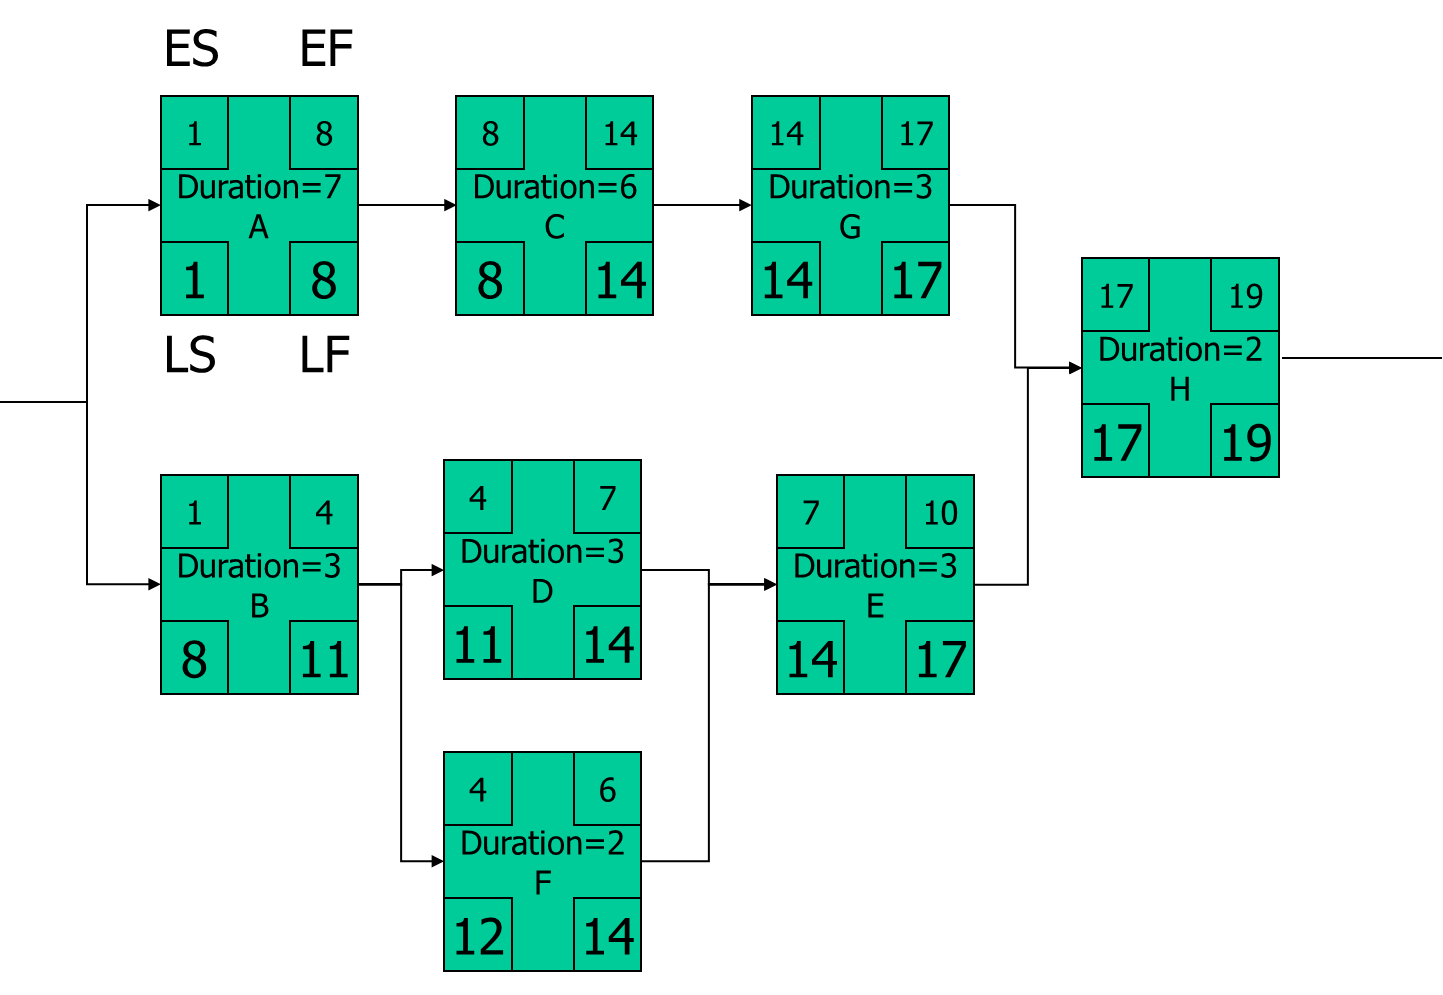 ES EF
1 8
Duration=7
A
1 8
LS LF
8 14
Duration=6
C
8 14
14 17
Duration=3
G
14 17
17 19
Duration=2
H
17 19
1 4
Duration=3
B
8 11
4 7
Duration=3
D
11 14
7 10
Duration=3
E
14 17
4 6
Duration=2
F
12 14